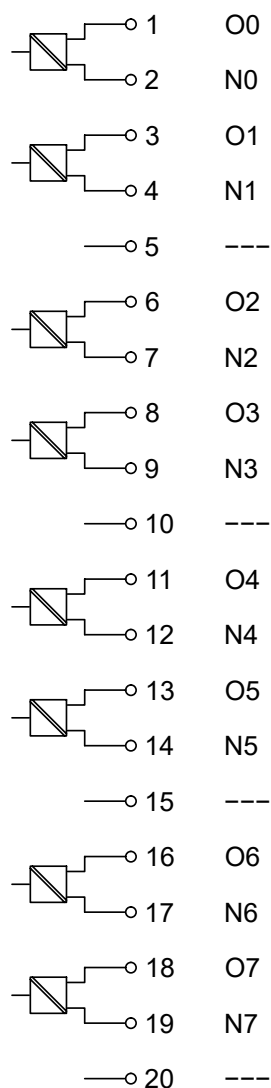 1 O0
2 N0
3 O1
4 N1
5 ---
6 O2
7 N2
8 O3
9 N3
10 ---
11 O4
12 N4
13 O5
14 N5
15 ---
16 O6
17 N6
18 O7
19 N7
20 ---